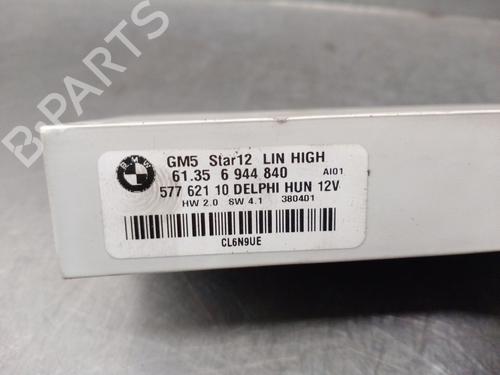 B-PARTS
BMW
GM5 Star12 LIN HIGH
61.35 6 944 840 AI01
577 621 10 DELPHI HUN 12V
HW 2.0 SW 4.1 380401
CL6N9UE